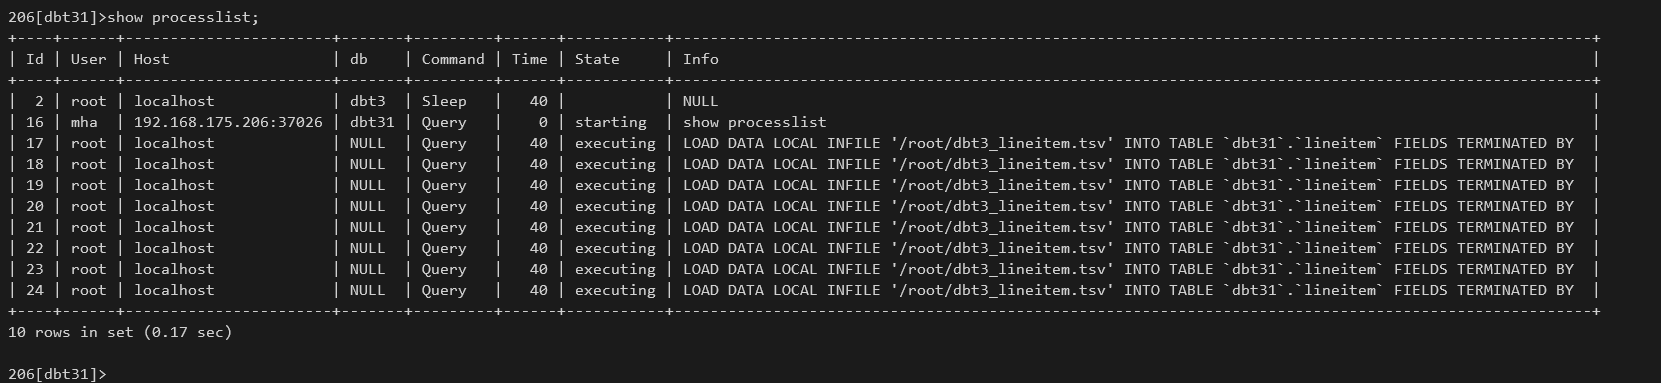 206[dbt31]>show processlist;
+----+------+-----------------------+-------+---------+------+-----------+------------------------------------------------------------------------------------------------------+
| Id | User | Host                  | db    | Command | Time | State     | Info                                                                                                 |
+----+------+-----------------------+-------+---------+------+-----------+------------------------------------------------------------------------------------------------------+
|  2 | root | localhost             | dbt3  | Sleep   |   40 |           | NULL                                                                                                 |
| 16 | mha  | 192.168.175.206:37026 | dbt31 | Query   |    0 | starting  | show processlist                                                                                     |
| 17 | root | localhost             | NULL  | Query   |   40 | executing | LOAD DATA LOCAL INFILE '/root/dbt3_lineitem.tsv' INTO TABLE `dbt31`.`lineitem` FIELDS TERMINATED BY  |
| 18 | root | localhost             | NULL  | Query   |   40 | executing | LOAD DATA LOCAL INFILE '/root/dbt3_lineitem.tsv' INTO TABLE `dbt31`.`lineitem` FIELDS TERMINATED BY  |
| 19 | root | localhost             | NULL  | Query   |   40 | executing | LOAD DATA LOCAL INFILE '/root/dbt3_lineitem.tsv' INTO TABLE `dbt31`.`lineitem` FIELDS TERMINATED BY  |
| 20 | root | localhost             | NULL  | Query   |   40 | executing | LOAD DATA LOCAL INFILE '/root/dbt3_lineitem.tsv' INTO TABLE `dbt31`.`lineitem` FIELDS TERMINATED BY  |
| 21 | root | localhost             | NULL  | Query   |   40 | executing | LOAD DATA LOCAL INFILE '/root/dbt3_lineitem.tsv' INTO TABLE `dbt31`.`lineitem` FIELDS TERMINATED BY  |
| 22 | root | localhost             | NULL  | Query   |   40 | executing | LOAD DATA LOCAL INFILE '/root/dbt3_lineitem.tsv' INTO TABLE `dbt31`.`lineitem` FIELDS TERMINATED BY  |
| 23 | root | localhost             | NULL  | Query   |   40 | executing | LOAD DATA LOCAL INFILE '/root/dbt3_lineitem.tsv' INTO TABLE `dbt31`.`lineitem` FIELDS TERMINATED BY  |
| 24 | root | localhost             | NULL  | Query   |   40 | executing | LOAD DATA LOCAL INFILE '/root/dbt3_lineitem.tsv' INTO TABLE `dbt31`.`lineitem` FIELDS TERMINATED BY  |
+----+------+-----------------------+-------+---------+------+-----------+------------------------------------------------------------------------------------------------------+
10 rows in set (0.17 sec)
206[dbt31]>